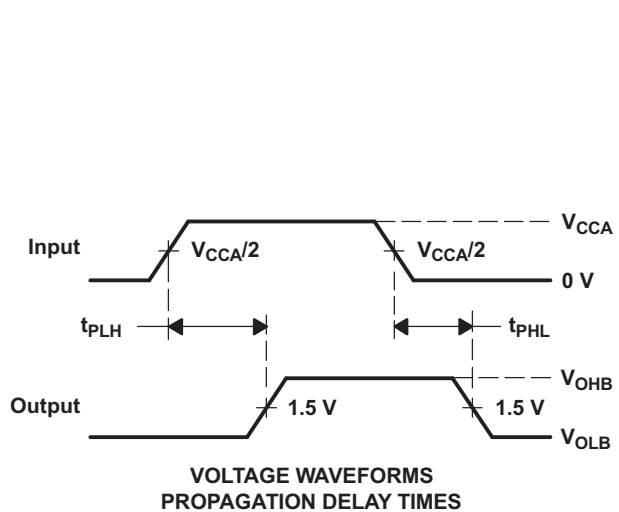 VCCA
Input
VCCA/2
VCCA/2
0 V
tPLH
tPHL
VOHB
Output
1.5 V
1.5 V
VOLB
VOLTAGE WAVEFORMS
PROPAGATION DELAY TIMES